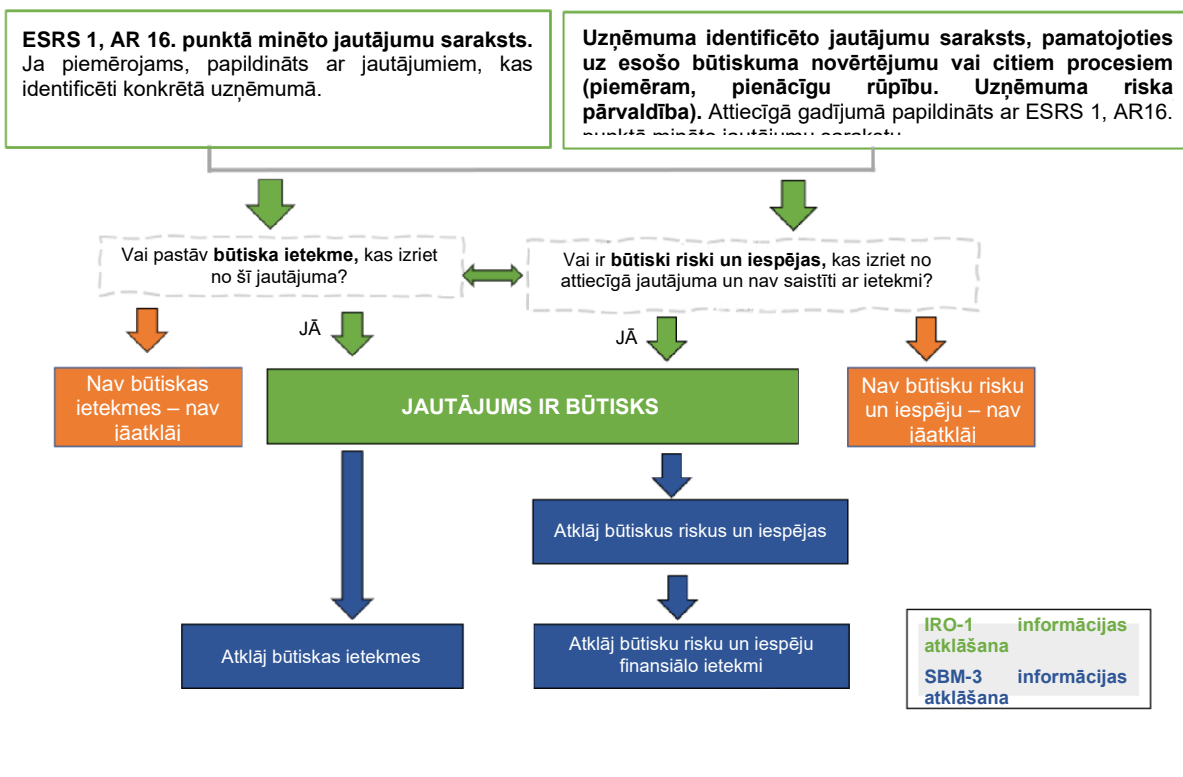 ESRS 1, AR 16. punktā minēto jautājumu saraksts.
Ja piemērojams, papildināts ar jautājumiem, kas
identificēti konkrētā uzņēmumā.
Uzņēmuma identificēto jautājumu saraksts, pamatojoties
uz esošo būtiskuma novērtējumu vai citiem procesiem
(piemēram, pienācīgu rūpību. Uzņēmuma riska
pārvaldība). Attiecīgā gadījumā papildināts ar ESRS 1, AR16.
punktā minēto jautājumu sarakstu
Vai pastāv būtiska ietekme, kas izriet
no šī jautājuma?
Vai ir būtiski riski un iespējas, kas izriet no
attiecīgā jautājuma un nav saistīti ar ietekmi?
JĀ
JĀ
Nav būtiskas
ietekmes – nav
jāatklāj
JAUTĀJUMS IR BŪTISKS
Nav būtisku risku
un iespēju – nav
jāatklāj
Atklāj būtiskus riskus un iespējas
Atklāj būtiskas ietekmes
Atklāj būtisku risku un iespēju
finansiālo ietekmi
IRO-1 informācijas
atklāšana
SBM-3 informācijas
atklāšana